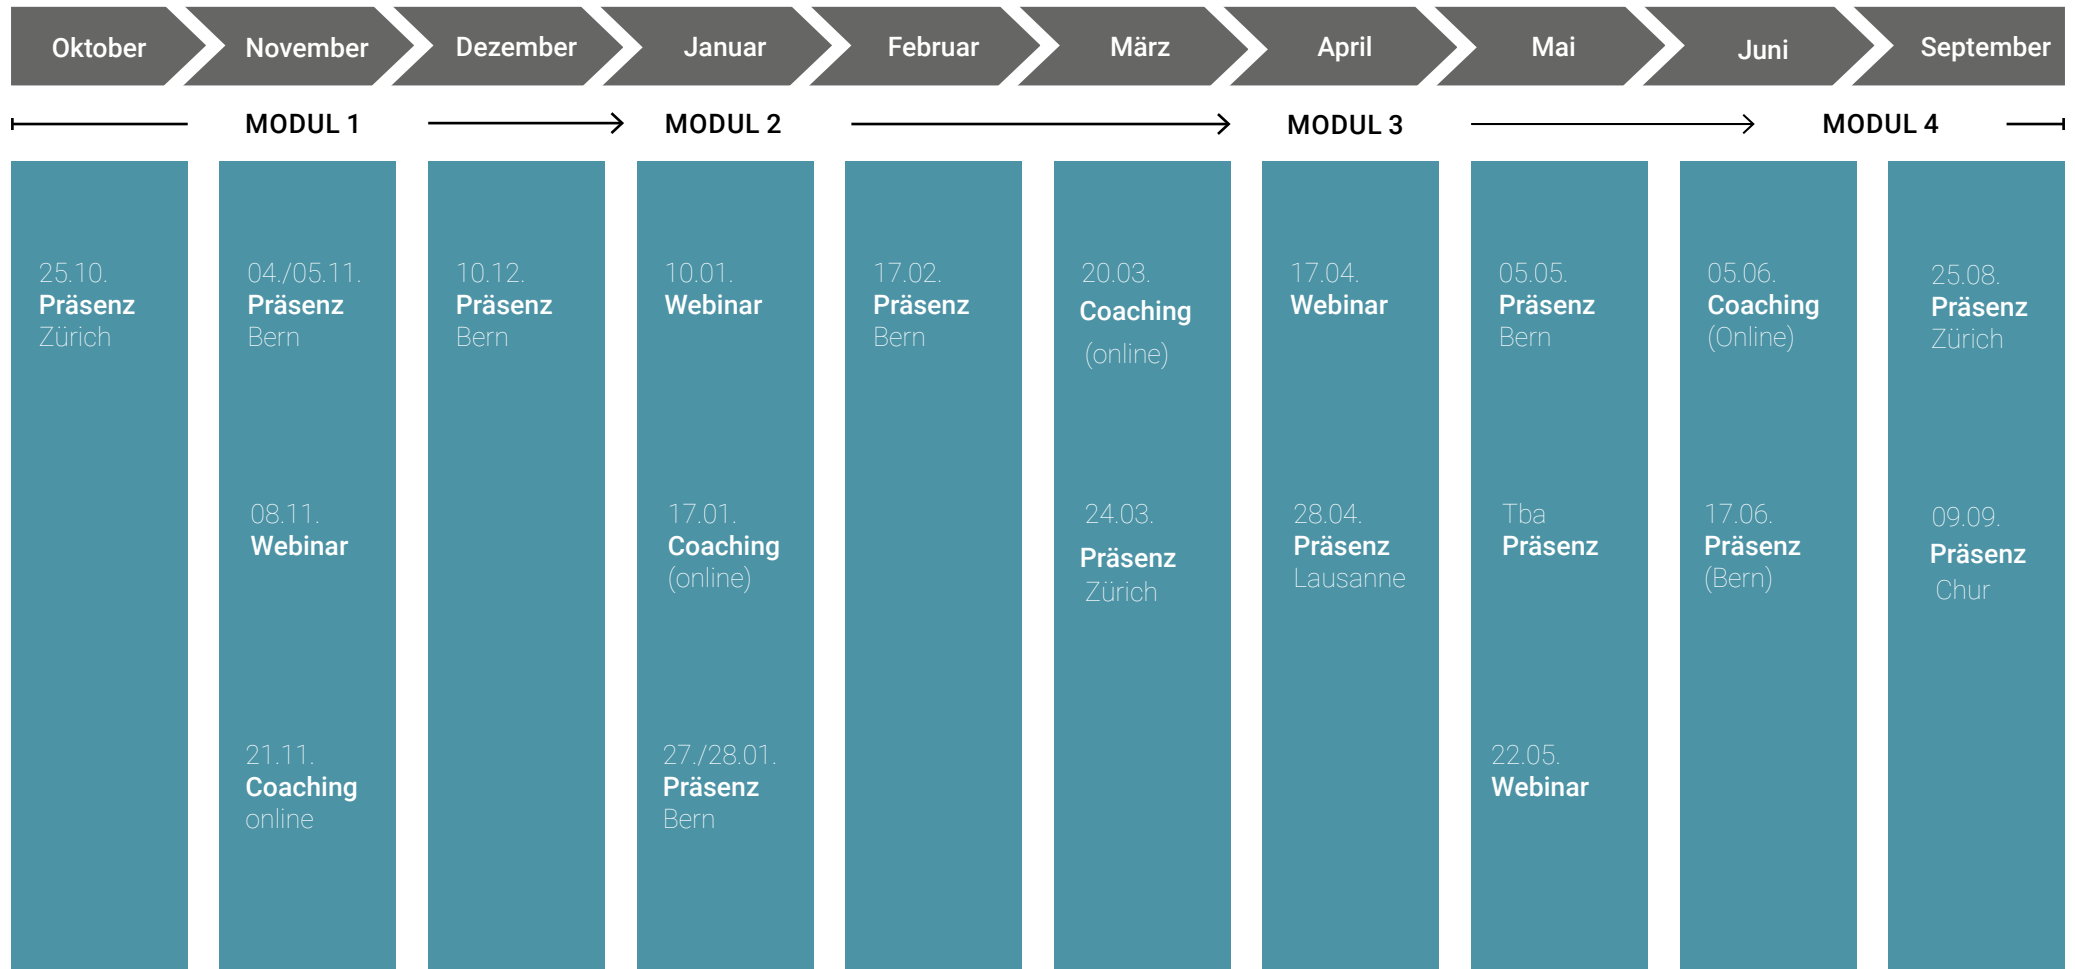 Oktober
November
Dezember
Januar
Februar
März
April
Mai
Juni
September
MODUL 1
MODUL 2
MODUL 3
MODUL 4
25.10.
Präsenz
Zürich
04./05.11.
Präsenz
Bern
08.11.
Webinar
21.11.
Coaching
online
10.12.
Präsenz
Bern
10.01.
Webinar
17.01.
Coaching
(online)
27./28.01.
Präsenz
Bern
17.02.
Präsenz
Bern
20.03.
Coaching
(online)
24.03.
Präsenz
Zürich
17.04.
Webinar
28.04.
Präsenz
Lausanne
05.05.
Präsenz
Bern
Tba
Präsenz
22.05.
Webinar
05.06.
Coaching
(Online)
17.06.
Präsenz
(Bern)
25.08.
Präsenz
Zürich
09.09.
Präsenz
Chur